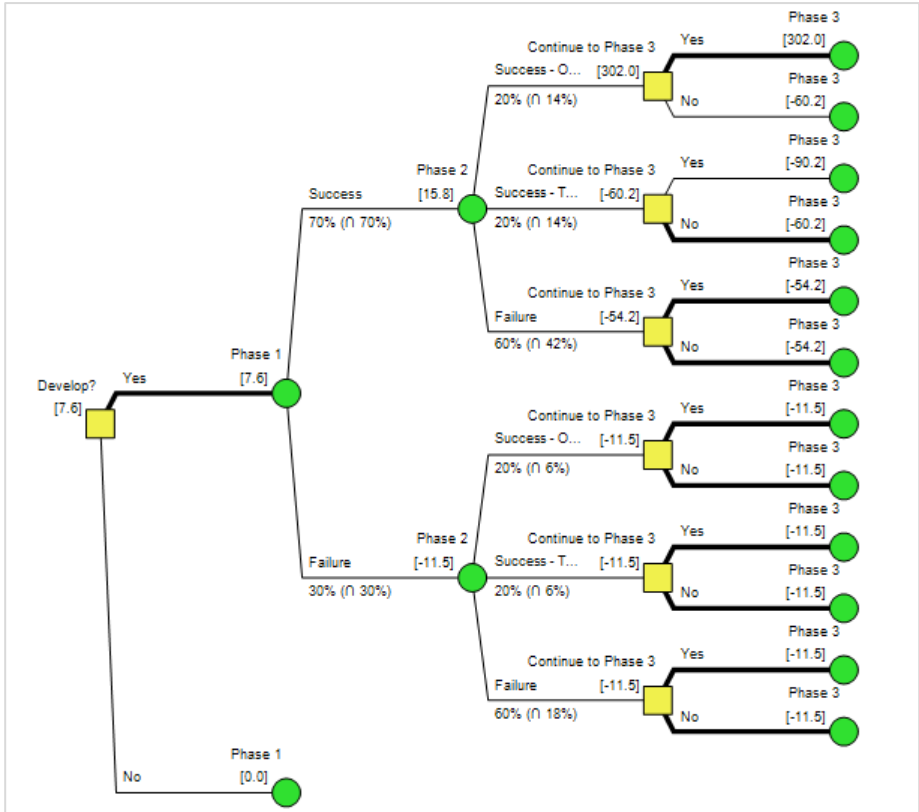 Phase 3
Continue to Phase 3 Yes [302.0]
Success - O... [302.0] Phase 3
20% (∩ 14%) No [-60.2]
Phase 3
Phase 2 Continue to Phase 3 Yes [-90.2]
Success [15.8] Success - T... [-60.2] Phase 3
70% (∩ 70%) 20% (∩ 14%) No [-60.2]
Phase 3
Continue to Phase 3 Yes [-54.2]
Failure [-54.2] Phase 3
60% (∩ 42%) No [-54.2]
Phase 1
Develop? Yes [7.6]
[7.6]
Phase 3
Continue to Phase 3 Yes [-11.5]
Success - O... [-11.5] Phase 3
20% (∩ 6%) No [-11.5]
Phase 3
Phase 2 Continue to Phase 3 Yes [-11.5]
Failure [-11.5] Success - T... [-11.5] Phase 3
30% (∩ 30%) 20% (∩ 6%) No [-11.5]
Phase 3
Continue to Phase 3 Yes [-11.5]
Failure [-11.5] Phase 3
60% (∩ 18%) No [-11.5]
Phase 1
No [0.0]